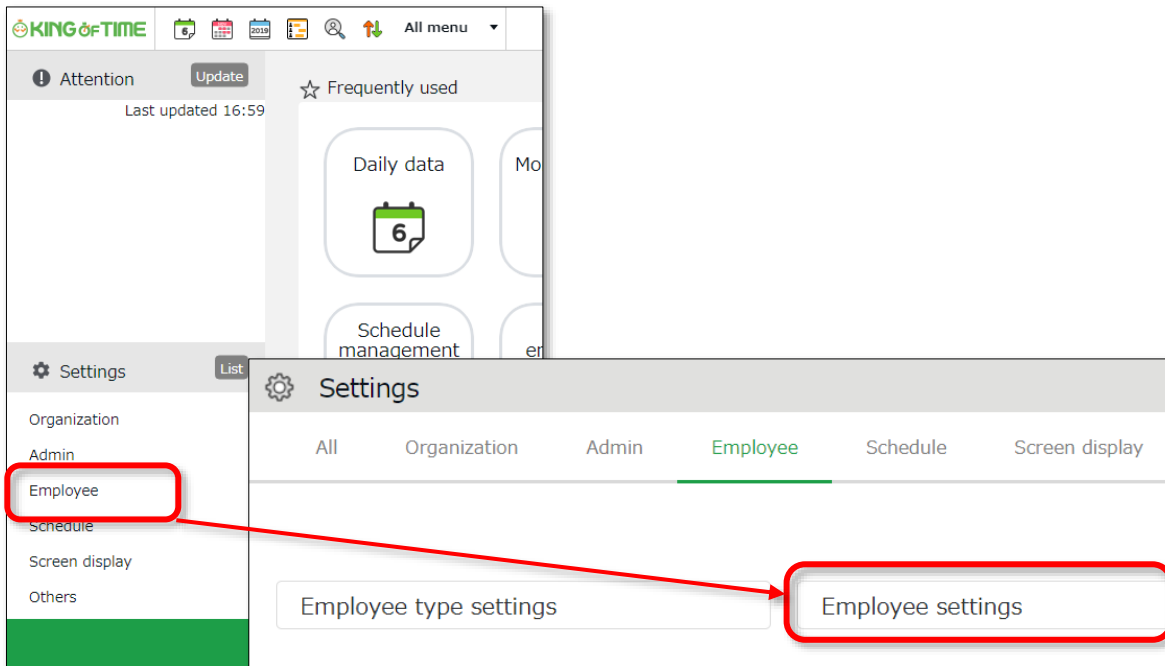 KING OF TIME
6
2019
All menu
Attention
Update
Last updated 16:59
Frequently used
Daily data
6
Mo
Schedule
management
er
Settings
List
Organization
Admin
Employee
Schedule
Screen display
Others
Settings
All
Organization
Admin
Employee
Schedule
Screen display
Employee type settings
Employee settings